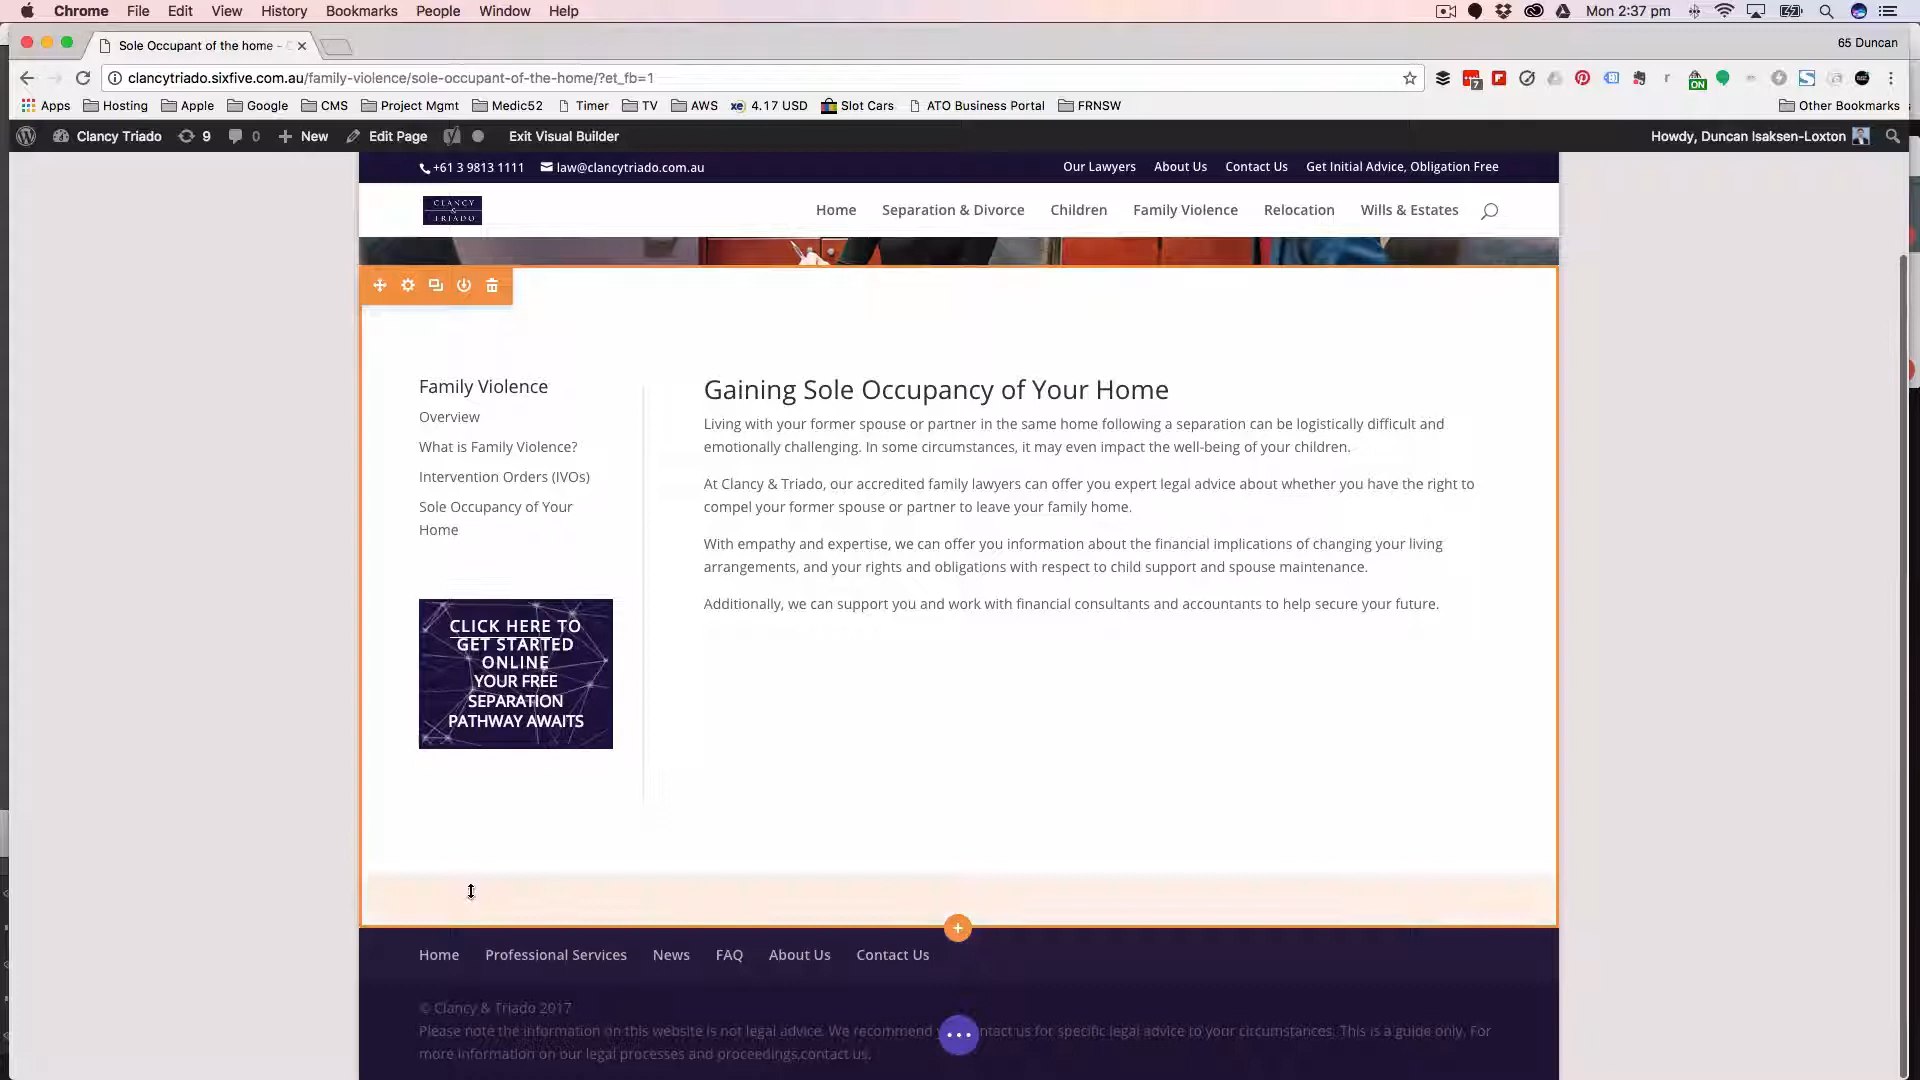 Chrome File Edit View History Bookmarks People Window Help Mon 2:37 pm
Sole Occupant of the home - 65 Duncan
clancytriado.sixfive.com.au/family-violence/sole-occupant-of-the-home/?et_fb=1
7 ON
Apps Hosting Apple Google CMS Project Mgmt Medic52 Timer TV AWS xe 4.17 USD Slot Cars ATO Business Portal FRNSW Other Bookmarks
Clancy Triado 9 0 New Edit Page Exit Visual Builder Howdy, Duncan Isaksen-Loxton
+61 3 9813 1111 law@clancytriado.com.au Our Lawyers About Us Contact Us Get Initial Advice, Obligation Free
CLANCY
&
TRIADO
Home Separation & Divorce Children Family Violence Relocation Wills & Estates
Family Violence
Overview
What is Family Violence?
Intervention Orders (IVOs)
Sole Occupancy of Your
Home
CLICK HERE TO
GET STARTED
ONLINE
YOUR FREE
SEPARATION
PATHWAY AWAITS
Gaining Sole Occupancy of Your Home
Living with your former spouse or partner in the same home following a separation can be logistically difficult and
emotionally challenging. In some circumstances, it may even impact the well-being of your children.
At Clancy & Triado, our accredited family lawyers can offer you expert legal advice about whether you have the right to
compel your former spouse or partner to leave your family home.
With empathy and expertise, we can offer you information about the financial implications of changing your living
arrangements, and your rights and obligations with respect to child support and spouse maintenance.
Additionally, we can support you and work with financial consultants and accountants to help secure your future.
Home Professional Services News FAQ About Us Contact Us
© Clancy & Triado 2017
Please note the information on this website is not legal advice. We recommend ntact us for specific legal advice to your circumstances. This is a guide only. For
more information on our legal processes and proceedings,contact us.